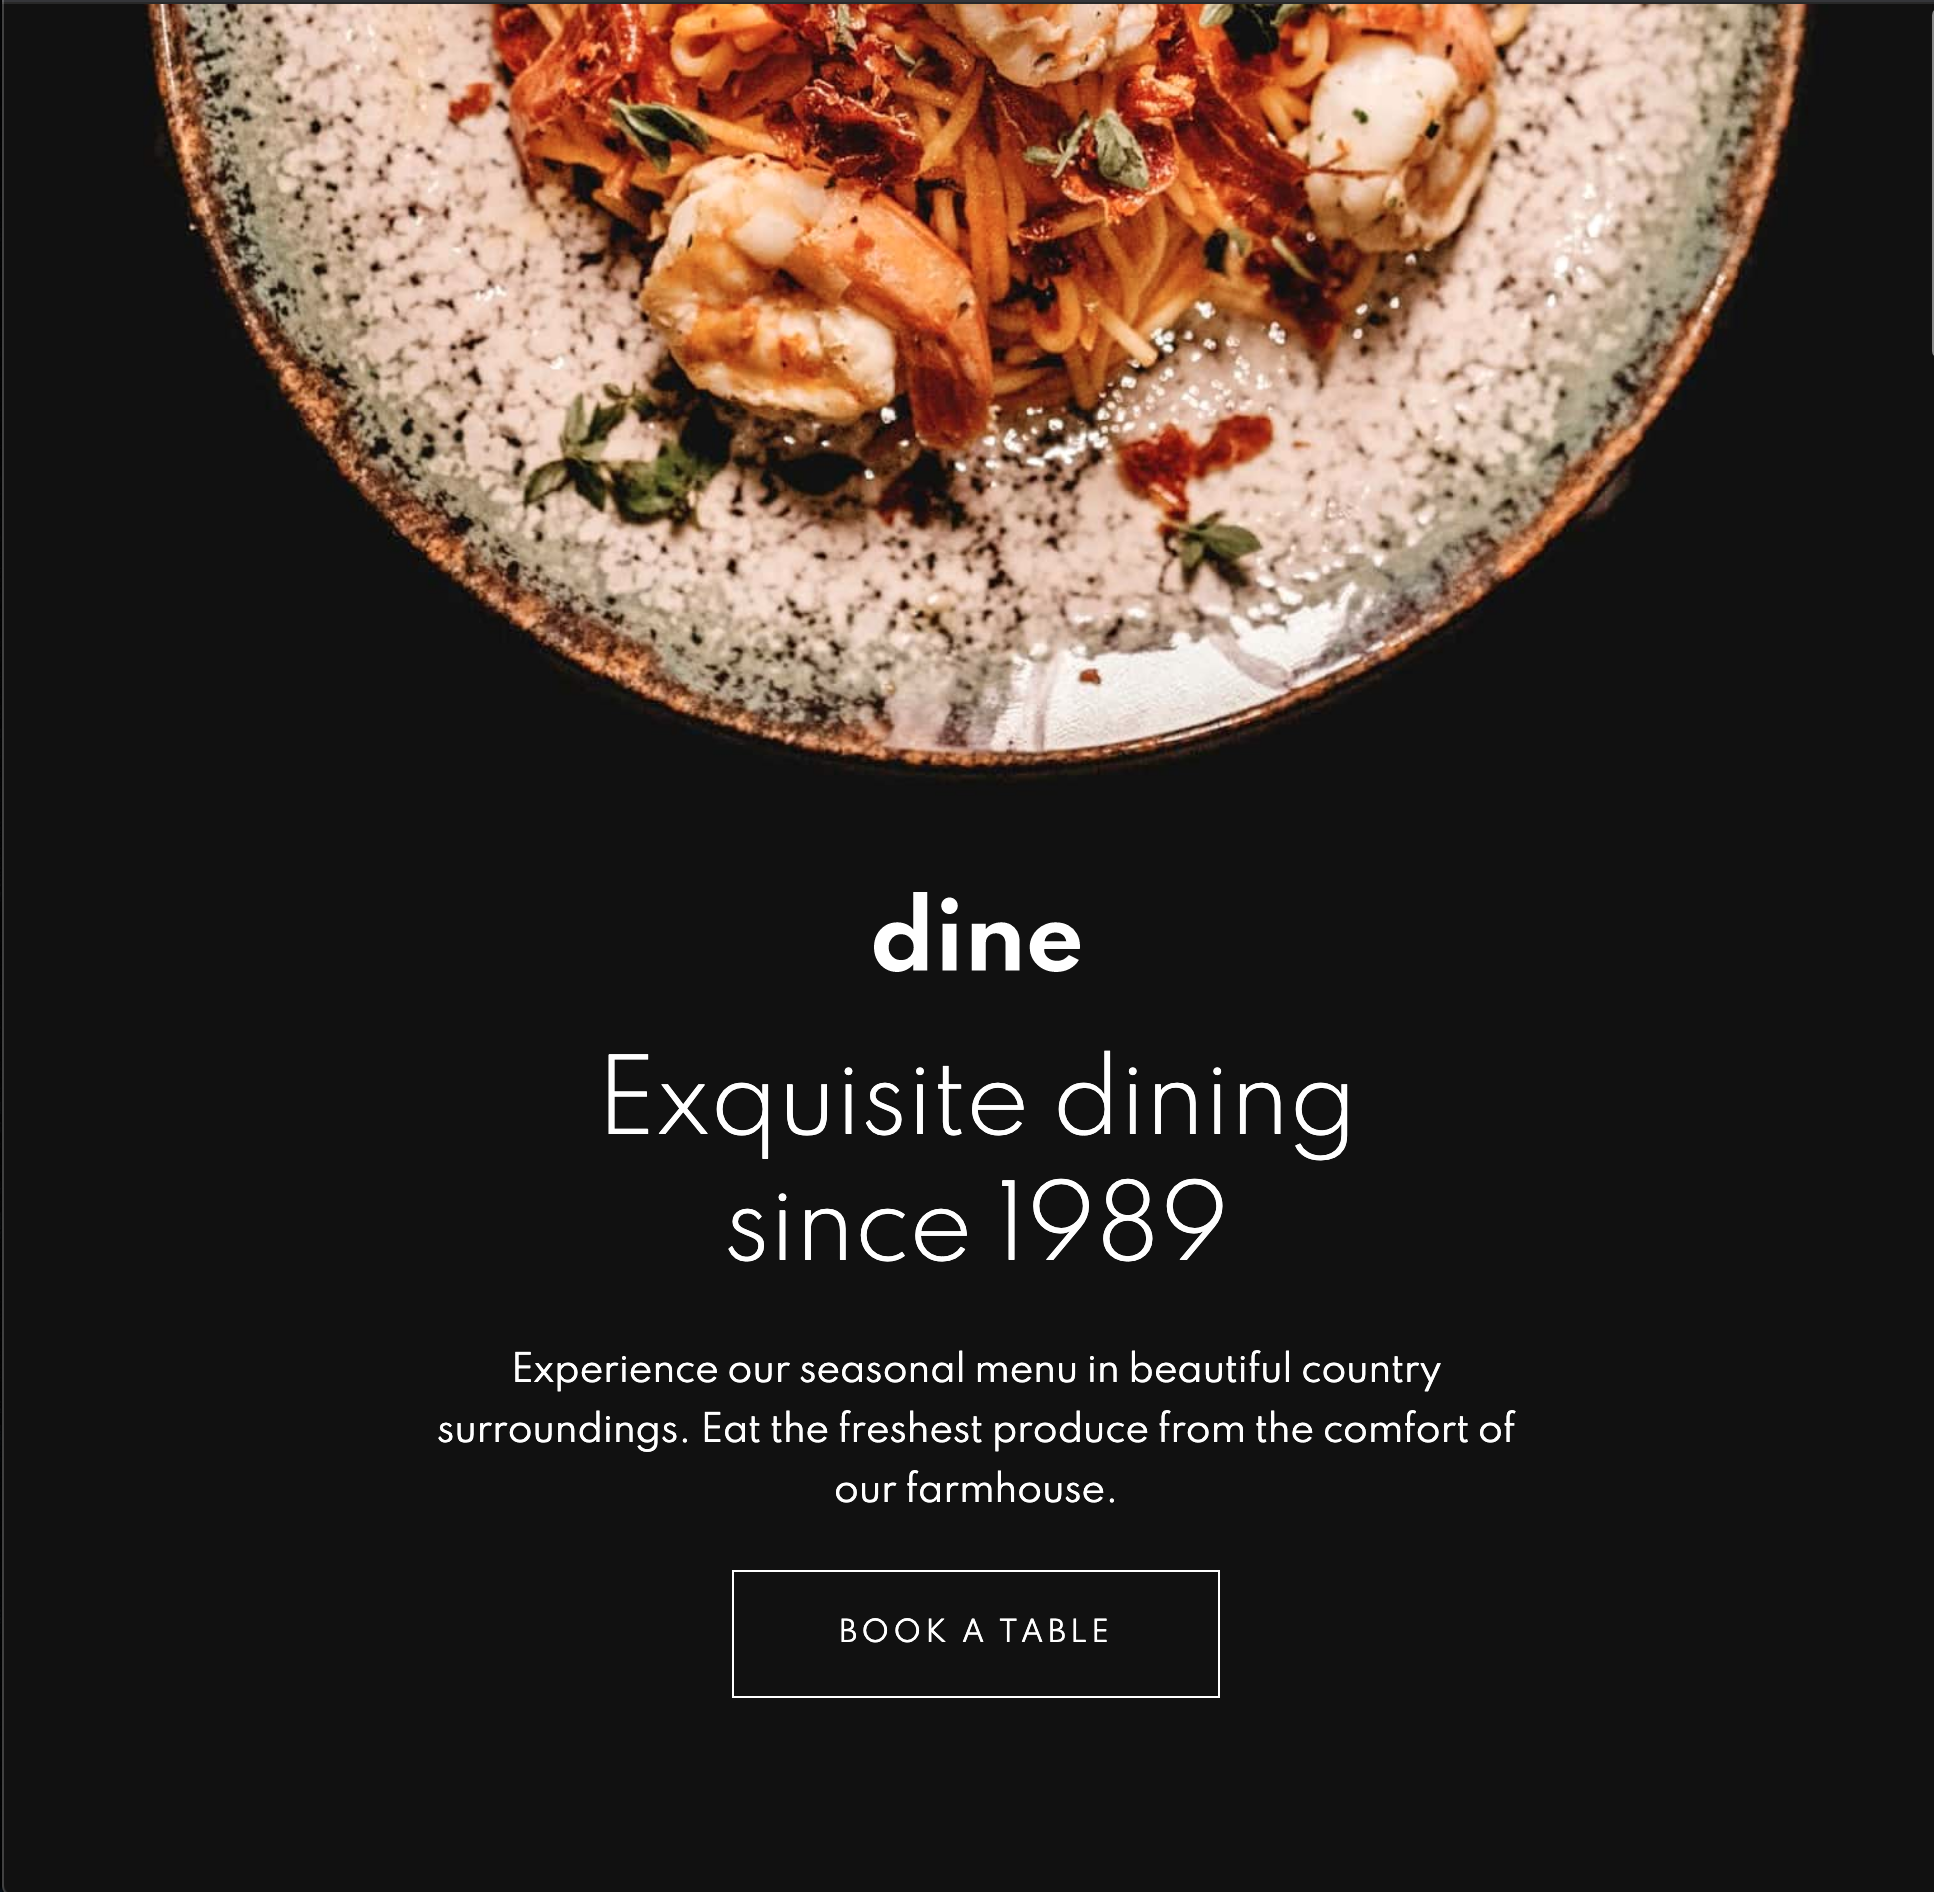 dine
Exquisite dining
since 1989
Experience our seasonal menu in beautiful country
surroundings. Eat the freshest produce from the comfort of
our farmhouse.
BOOK A TABLE